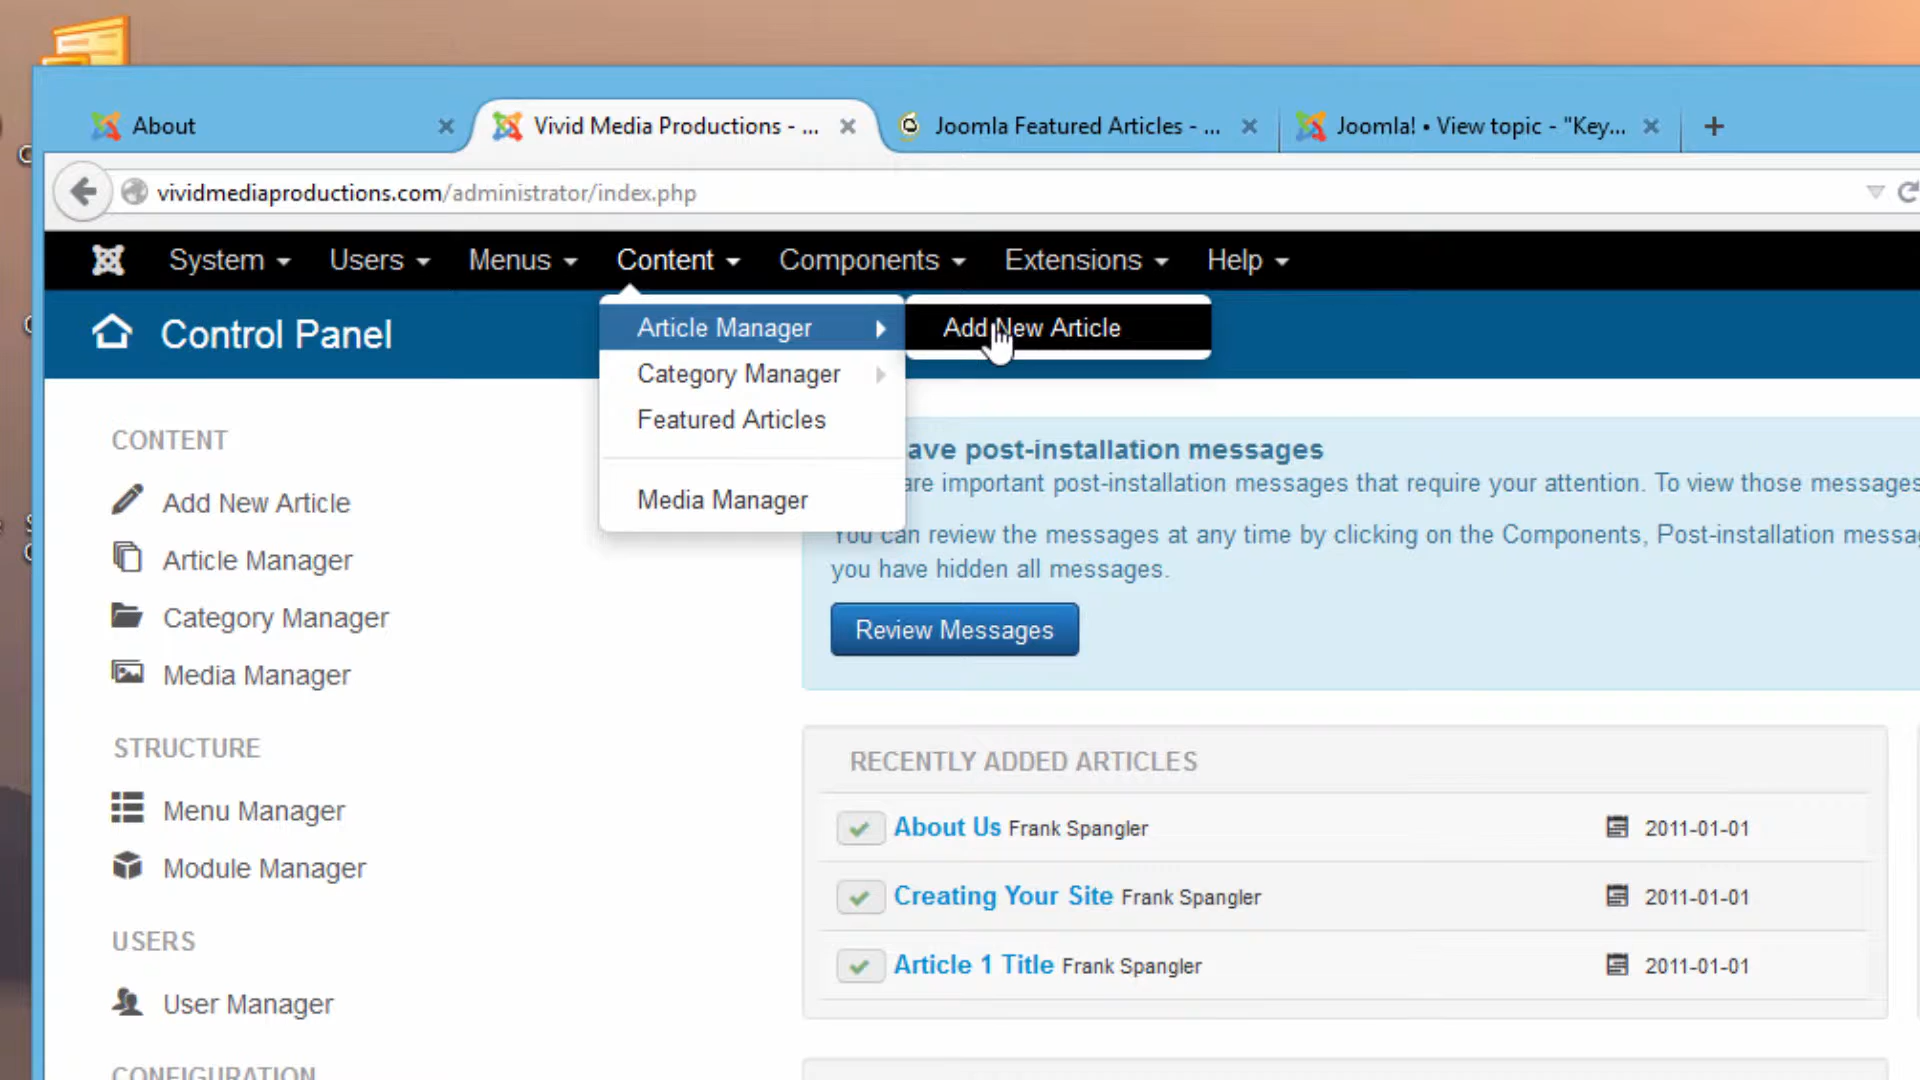 About
Vivid Media Productions - ...
Joomla Featured Articles - ...
Joomla! • View topic - "Key...
vividmediaproductions.com/administrator/index.php
System
Users
Menus
Content
Components
Extensions
Help
Control Panel
Article Manager
Add New Article
Category Manager
Featured Articles
Media Manager
CONTENT
Add New Article
Article Manager
Category Manager
Media Manager
STRUCTURE
Menu Manager
Module Manager
USERS
User Manager
CONFIGURATION
ave post-installation messages
are important post-installation messages that require your attention. To view those messages
You can review the messages at any time by clicking on the Components, Post-installation messa
you have hidden all messages.
Review Messages
RECENTLY ADDED ARTICLES
About Us Frank Spangler 2011-01-01
Creating Your Site Frank Spangler 2011-01-01
Article 1 Title Frank Spangler 2011-01-01